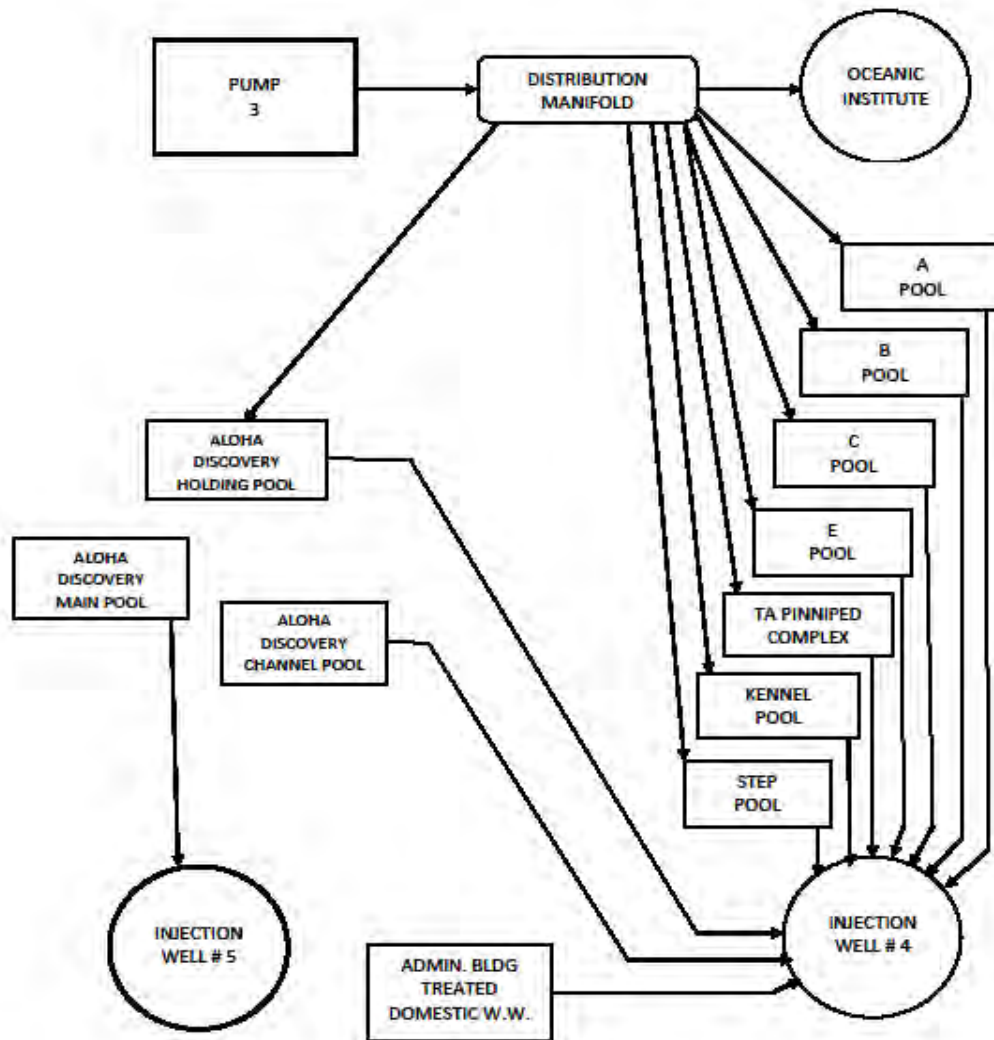 PUMP
3
DISTRIBUTION
MANIFOLD
OCEANIC
INSTITUTE
A
POOL
B
POOL
ALOHA
DISCOVERY
HOLDING POOL
C
POOL
E
POOL
ALOHA
DISCOVERY
MAIN POOL
ALOHA
DISCOVERY
CHANNEL POOL
TA PINNIPED
COMPLEX
KENNEL
POOL
STEP
POOL
INJECTION
WELL # 5
INJECTION
WELL # 4
ADMIN. BLDG
TREATED
DOMESTIC W.W.